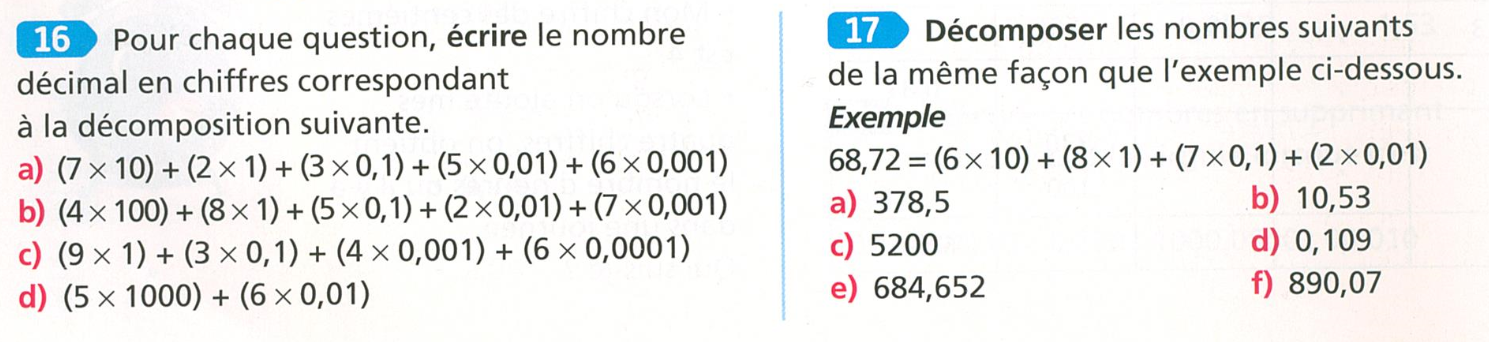 16 Pour chaque question, écrire le nombre
décimal en chiffres correspondant
à la décomposition suivante.
a) (7 × 10) + (2 × 1) + (3 × 0,1) + (5 × 0,01) + (6 × 0,001)
b) (4 × 100) + (8 × 1) + (5 × 0,1) + (2 × 0,01) + (7 × 0,001)
c) (9 × 1) + (3 × 0,1) + (4 × 0,001) + (6 × 0,0001)
d) (5 × 1000) + (6 × 0,01)
17 Décomposer les nombres suivants
de la même façon que l'exemple ci-dessous.
Exemple
68,72 = (6 × 10) + (8 × 1) + (7 × 0,1) + (2 × 0,01)
a) 378,5 b) 10,53
c) 5200 d) 0,109
e) 684,652 f) 890,07